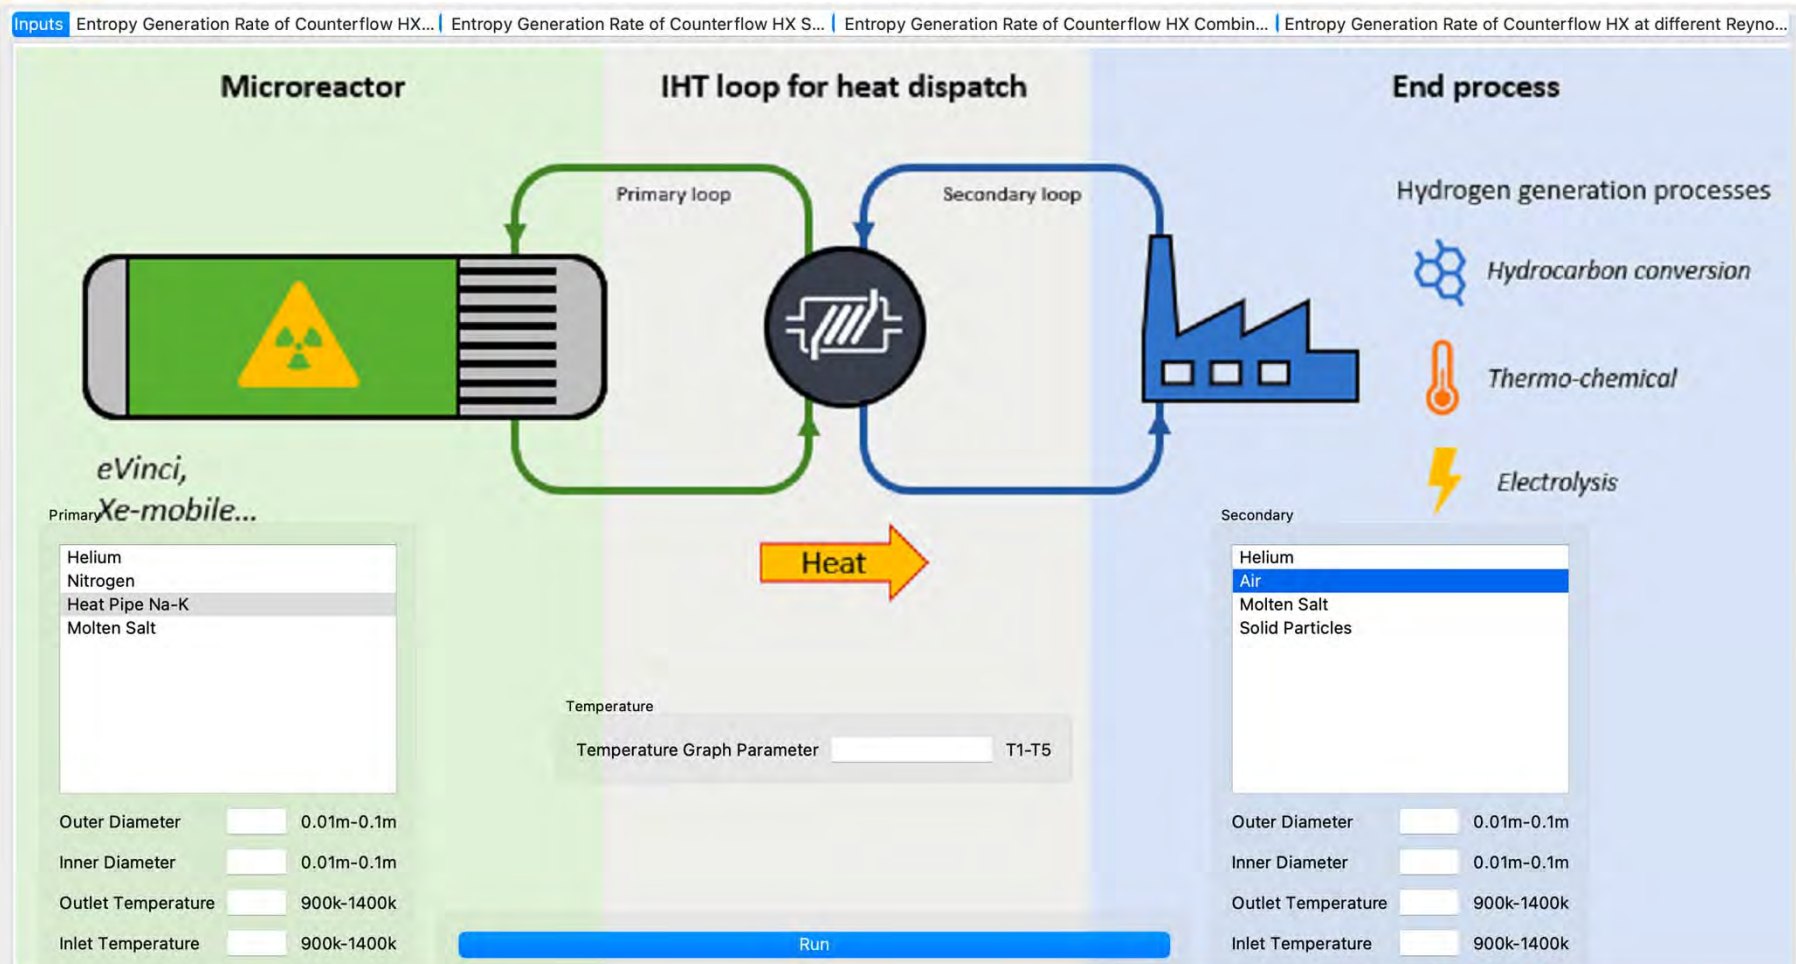 Inputs
Entropy Generation Rate of Counterflow HX...
Entropy Generation Rate of Counterflow HX S...
Entropy Generation Rate of Counterflow HX Combin...
Entropy Generation Rate of Counterflow HX at different Reyno...
Microreactor
IHT loop for heat dispatch
End process
Primary loop
Secondary loop
Hydrogen generation processes
Hydrocarbon conversion
Thermo-chemical
Electrolysis
eVinci,
Xe-mobile...
Primary
Helium
Nitrogen
Heat Pipe Na-K
Molten Salt
Outer Diameter 0.01m-0.1m
Inner Diameter 0.01m-0.1m
Outlet Temperature 900k-1400k
Inlet Temperature 900k-1400k
Heat
Temperature
Temperature Graph Parameter T1-T5
Run
Secondary
Helium
Air
Molten Salt
Solid Particles
Outer Diameter 0.01m-0.1m
Inner Diameter 0.01m-0.1m
Outlet Temperature 900k-1400k
Inlet Temperature 900k-1400k